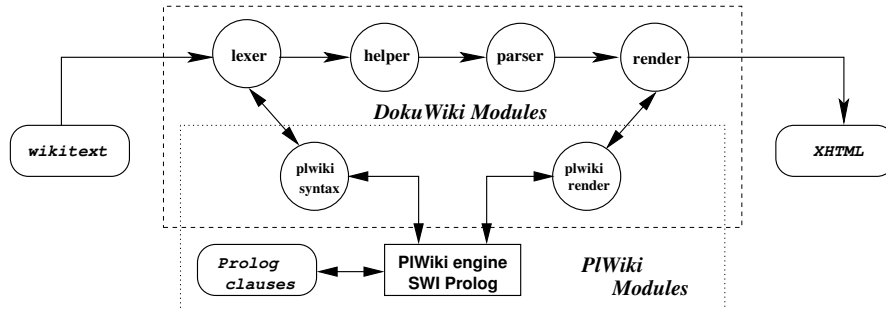 lexer
helper
parser
render
DokuWiki Modules
wikitext
XHTML
plwiki
syntax
plwiki
render
Prolog
clauses
PlWiki engine
SWI Prolog
PlWiki
Modules